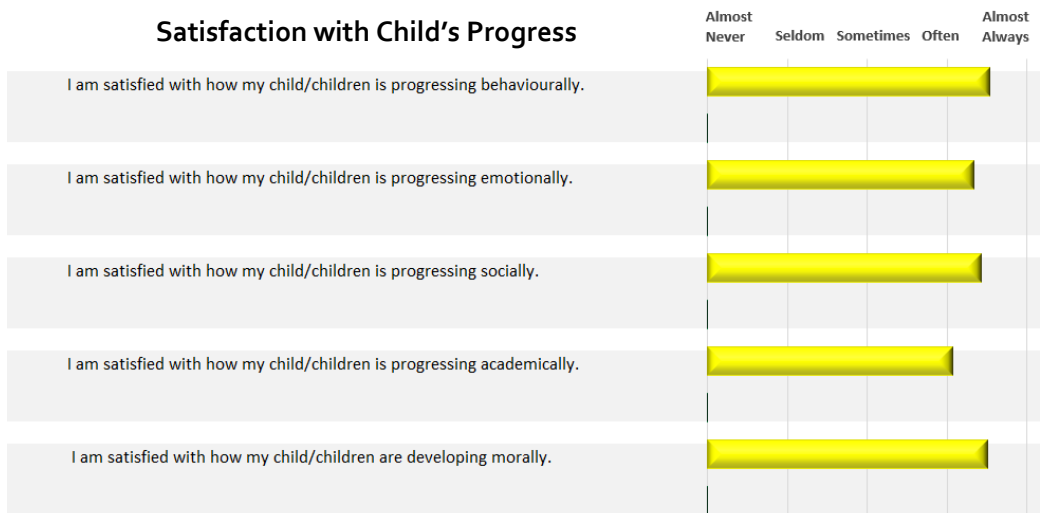 Satisfaction with Child's Progress
Almost Never
Seldom
Sometimes
Often
Almost Always
I am satisfied with how my child/children is progressing behaviourally.
I am satisfied with how my child/children is progressing emotionally.
I am satisfied with how my child/children is progressing socially.
I am satisfied with how my child/children is progressing academically.
I am satisfied with how my child/children are developing morally.